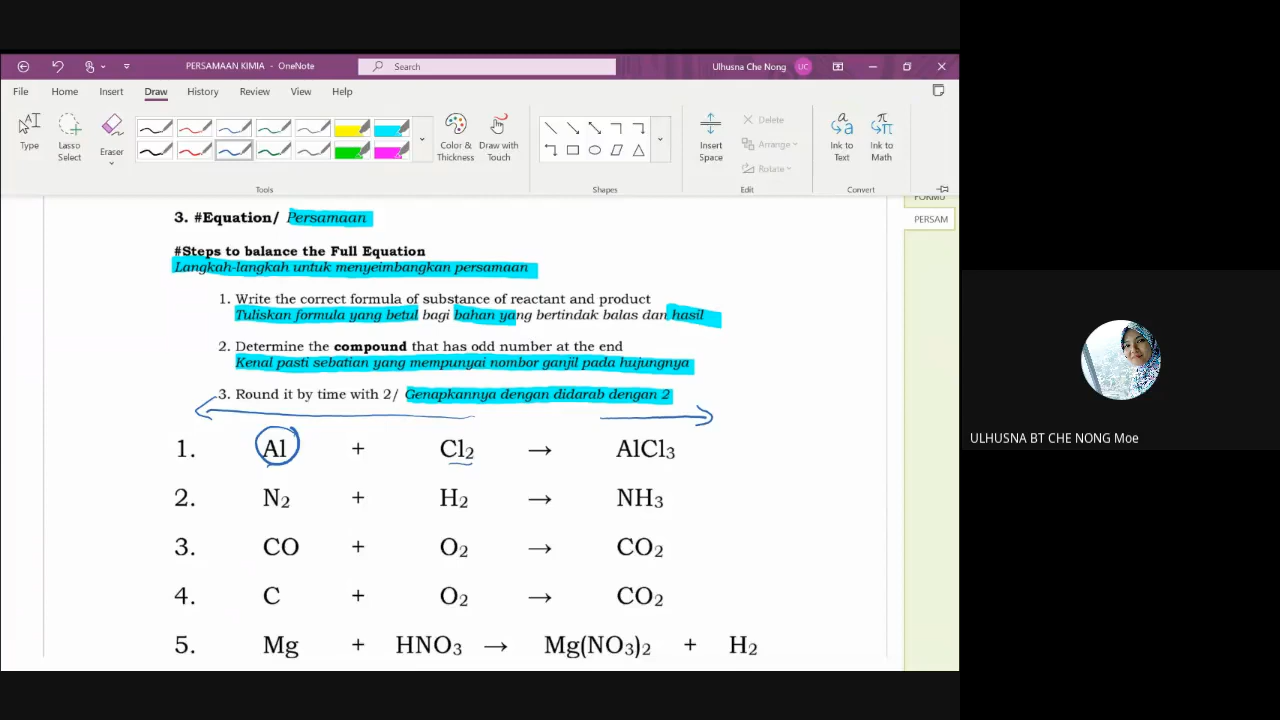 PERSAMAAN KIMIA - OneNote
Search
Ulhusna Che Nong
UC
File Home Insert Draw History Review View Help
Type
Lasso Select
Eraser
Color & Thickness
Draw with Touch
Insert Space
Delete
Arrange
Rotate
Ink to Text
Ink to Math
Tools Shapes Edit Convert
PERSAM
3. #Equation/ Persamaan
#Steps to balance the Full Equation
Langkah-langkah untuk menyeimbangkan persamaan
1. Write the correct formula of substance of reactant and product
Tuliskan formula yang betul bagi bahan yang bertindak balas dan hasil
2. Determine the compound that has odd number at the end
Kenal pasti sebatian yang mempunyai nombor ganjil pada hujungnya
3. Round it by time with 2/ Genapkannya dengan didarab dengan 2
1. Al + Cl2 → AlCl3
2. N2 + H2 → NH3
3. CO + O2 → CO2
4. C + O2 → CO2
5. Mg + HNO3 → Mg(NO3)2 + H2
ULHUSNA BT CHE NONG Moe